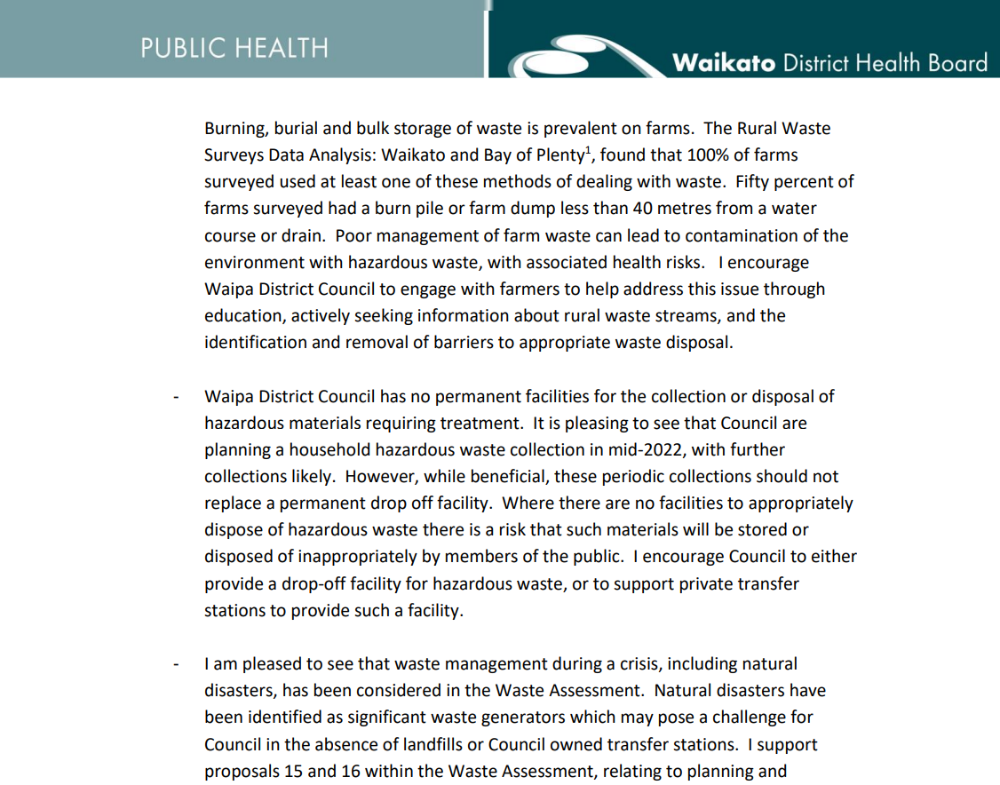 PUBLIC HEALTH
Waikato District Health Board
Burning, burial and bulk storage of waste is prevalent on farms.  The Rural Waste
Surveys Data Analysis: Waikato and Bay of Plenty¹, found that 100% of farms
surveyed used at least one of these methods of dealing with waste.  Fifty percent of
farms surveyed had a burn pile or farm dump less than 40 metres from a water
course or drain.  Poor management of farm waste can lead to contamination of the
environment with hazardous waste, with associated health risks.   I encourage
Waipa District Council to engage with farmers to help address this issue through
education, actively seeking information about rural waste streams, and the
identification and removal of barriers to appropriate waste disposal.
- Waipa District Council has no permanent facilities for the collection or disposal of
hazardous materials requiring treatment.  It is pleasing to see that Council are
planning a household hazardous waste collection in mid-2022, with further
collections likely.  However, while beneficial, these periodic collections should not
replace a permanent drop off facility.  Where there are no facilities to appropriately
dispose of hazardous waste there is a risk that such materials will be stored or
disposed of inappropriately by members of the public.  I encourage Council to either
provide a drop-off facility for hazardous waste, or to support private transfer
stations to provide such a facility.
- I am pleased to see that waste management during a crisis, including natural
disasters, has been considered in the Waste Assessment.  Natural disasters have
been identified as significant waste generators which may pose a challenge for
Council in the absence of landfills or Council owned transfer stations.  I support
proposals 15 and 16 within the Waste Assessment, relating to planning and